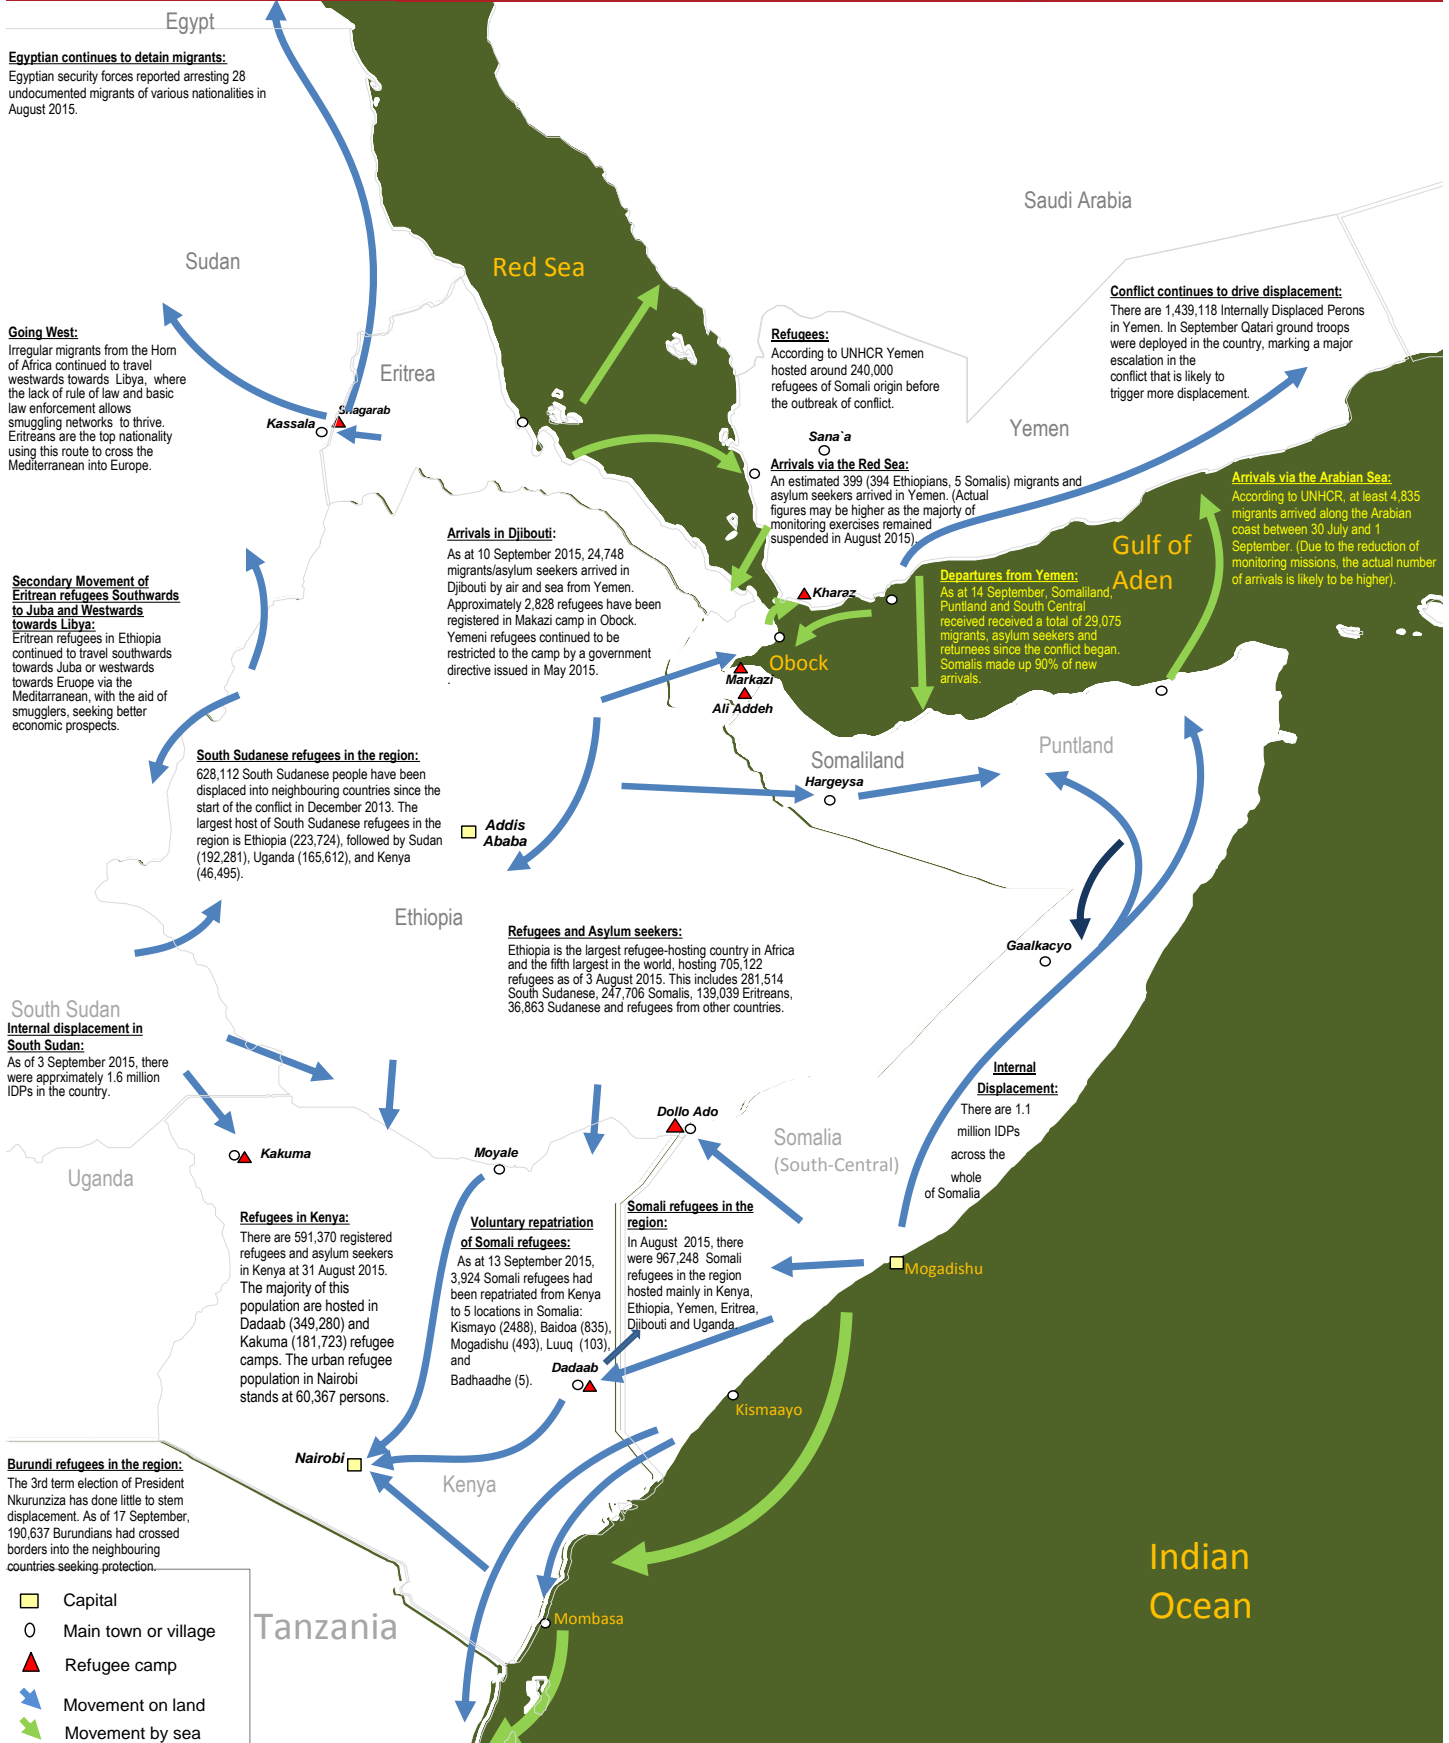 Egypt
Egyptian continues to detain migrants:
Egyptian security forces reported arresting 28
undocumented migrants of various nationalities in
August 2015.
Saudi Arabia
Sudan
Red Sea
Conflict continues to drive displacement:
There are 1,439,118 Internally Displaced Perons
in Yemen. In September Qatari ground troops
were deployed in the country, marking a major
escalation in the
conflict that is likely to
trigger more displacement.
Going West:
Irregular migrants from the Horn
of Africa continued to travel
westwards towards Libya, where
the lack of rule of law and basic
law enforcement allows
smuggling networks to thrive.
Eritreans are the top nationality
using this route to cross the
Mediterranean into Europe.
Refugees:
According to UNHCR Yemen
hosted around 240,000
refugees of Somali origin before
the outbreak of conflict.
Eritrea
Shagarab
Kassala
Yemen
Sana`a
Arrivals via the Red Sea:
An estimated 399 (394 Ethiopians, 5 Somalis) migrants and
asylum seekers arrived in Yemen. (Actual
figures may be higher as the majorty of
monitoring exercises remained
suspended in August 2015).
Arrivals via the Arabian Sea:
According to UNHCR, at least 4,835
migrants arrived along the Arabian
coast between 30 July and 1
September. (Due to the reduction of
monitoring missions, the actual number
of arrivals is likely to be higher).
Arrivals in Djibouti:
As at 10 September 2015, 24,748
migrants/asylum seekers arrived in
Djibouti by air and sea from Yemen.
Approximately 2,828 refugees have been
registered in Makazi camp in Obock.
Yemeni refugees continued to be
restricted to the camp by a government
directive issued in May 2015.
.
Gulf of
Aden
Departures from Yemen:
As at 14 September, Somaliland,
Puntland and South Central
received received a total of 29,075
migrants, asylum seekers and
returnees since the conflict began.
Somalis made up 90% of new
arrivals.
Secondary Movement of
Eritrean refugees Southwards
to Juba and Westwards
towards Libya:
Eritrean refugees in Ethiopia
continued to travel southwards
towards Juba or westwards
towards Eruope via the
Meditarranean, with the aid of
smugglers, seeking better
economic prospects.
Kharaz
Obock
Markazi
Ali Addeh
South Sudanese refugees in the region:
628,112 South Sudanese people have been
displaced into neighbouring countries since the
start of the conflict in December 2013. The
largest host of South Sudanese refugees in the
region is Ethiopia (223,724), followed by Sudan
(192,281), Uganda (165,612), and Kenya
(46,495).
Somaliland
Hargeysa
Puntland
Addis
Ababa
Ethiopia
Refugees and Asylum seekers:
Ethiopia is the largest refugee-hosting country in Africa
and the fifth largest in the world, hosting 705,122
refugees as of 3 August 2015. This includes 281,514
South Sudanese, 247,706 Somalis, 139,039 Eritreans,
36,863 Sudanese and refugees from other countries.
Gaalkacyo
South Sudan
Internal displacement in
South Sudan:
As of 3 September 2015, there
were apprximately 1.6 million
IDPs in the country.
Internal
Displacement:
There are 1.1
million IDPs
across the
whole
of Somalia
Dollo Ado
Somalia
(South-Central)
Uganda
Kakuma
Moyale
Refugees in Kenya:
There are 591,370 registered
refugees and asylum seekers
in Kenya at 31 August 2015.
The majority of this
population are hosted in
Dadaab (349,280) and
Kakuma (181,723) refugee
camps. The urban refugee
population in Nairobi
stands at 60,367 persons.
Voluntary repatriation
of Somali refugees:
As at 13 September 2015,
3,924 Somali refugees had
been repatriated from Kenya
to 5 locations in Somalia:
Kismayo (2488), Baidoa (835),
Mogadishu (493), Luuq (103),
and
Badhaadhe (5).
Somali refugees in the
region:
In August 2015, there
were 967,248 Somali
refugees in the region
hosted mainly in Kenya,
Ethiopia, Yemen, Eritrea,
Djibouti and Uganda.
Mogadishu
Dadaab
Kismaayo
Nairobi
Kenya
Burundi refugees in the region:
The 3rd term election of President
Nkurunziza has done little to stem
displacement. As of 17 September,
190,637 Burundians had crossed
borders into the neighbouring
countries seeking protection.
Indian
Ocean
Tanzania
Mombasa
Capital
Main town or village
Refugee camp
Movement on land
Movement by sea